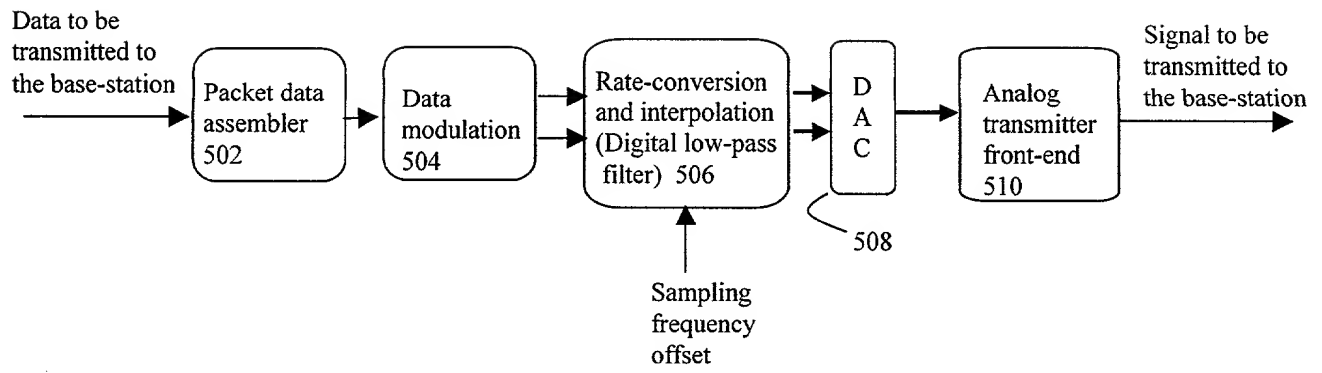 Data to be
transmitted to
the base-station
Packet data
assembler
502
Data
modulation
504
Rate-conversion
and interpolation
(Digital low-pass
filter) 506
D
A
C
508
Analog
transmitter
front-end
510
Signal to be
transmitted to
the base-station
Sampling
frequency
offset